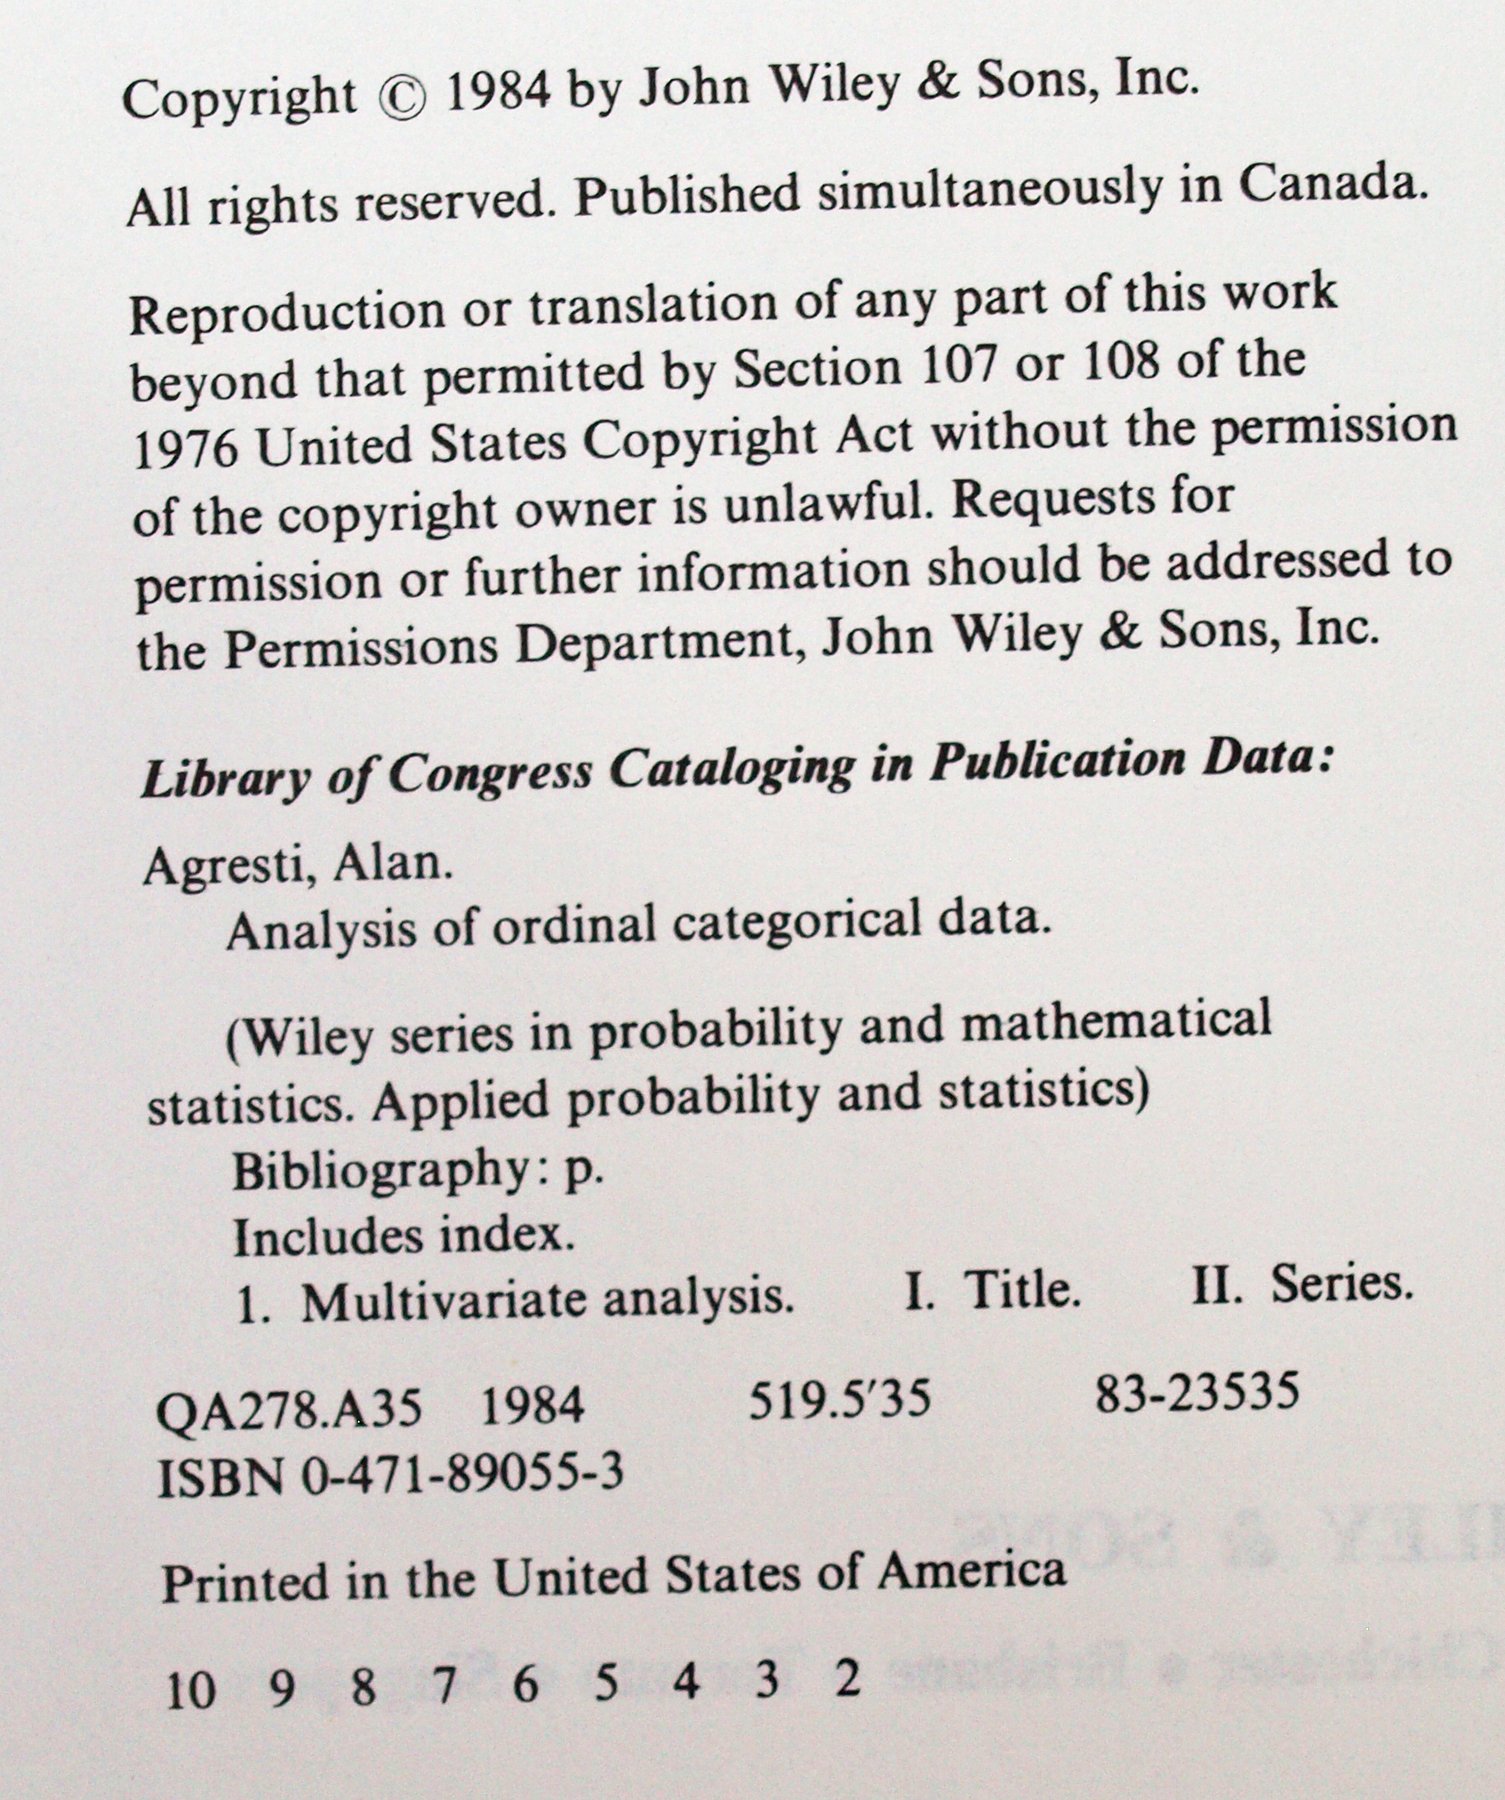 Copyright © 1984 by John Wiley & Sons, Inc.
All rights reserved. Published simultaneously in Canada.
Reproduction or translation of any part of this work
beyond that permitted by Section 107 or 108 of the
1976 United States Copyright Act without the permission
of the copyright owner is unlawful. Requests for
permission or further information should be addressed to
the Permissions Department, John Wiley & Sons, Inc.
Library of Congress Cataloging in Publication Data:
Agresti, Alan.
Analysis of ordinal categorical data.
(Wiley series in probability and mathematical
statistics. Applied probability and statistics)
Bibliography: p.
Includes index.
1. Multivariate analysis. I. Title. II. Series.
QA278.A35 1984 519.5′35 83-23535
ISBN 0-471-89055-3
Printed in the United States of America
10 9 8 7 6 5 4 3 2